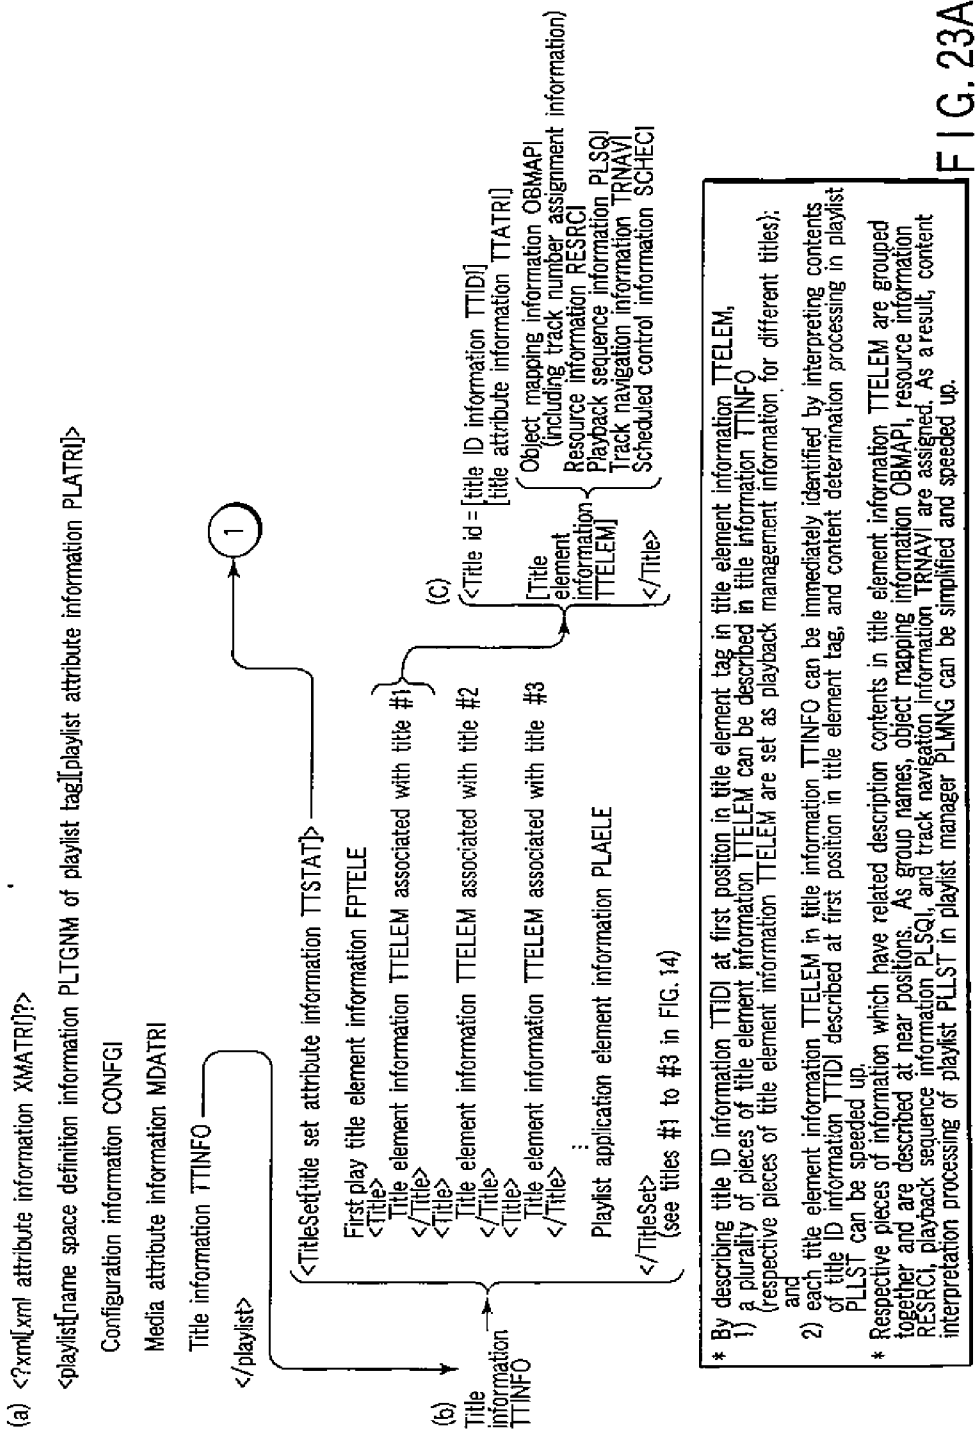 (a) <?xml[xml attribute information XMATRI]?>
<playlist[name space definition information PLTGNM of playlist tag][playlist attribute information PLATRI]>
Configuration information CONFGI
Media attribute information MDATRI
Title information TTINFO
</playlist>
1
(b)
Title
information
TTINFO
<TitleSet[title set attribute information TTSTAT]>
First play title element information FPTELE
<Title>
Title element information TTELEM associated with title #1
</Title>
<Title>
Title element information TTELEM associated with title #2
</Title>
<Title>
Title element information TTELEM associated with title #3
</Title>
⋮
Playlist application element information PLAELE
</TitleSet>
(see titles #1 to #3 in FIG. 14)
(C)
<Title id = [title ID information TTIDI]
[title attribute information TTATRI]
[Title
element
information
TTELEM]
Object mapping information OBMAPI
(including track number assignment information)
Resource information RESRCI
Playback sequence information PLSQI
Track navigation information TRNAVI
Scheduled control information SCHECI
</Title>
* By describing title ID information TTIDI at first position in title element tag in title element information TTELEM,
1) a plurality of pieces of title element information TTELEM can be described in title information TTINFO
(respective pieces of title element information TTELEM are set as playback management information for different titles);
and
2) each title element information TTELEM in title information TTINFO can be immediately identified by interpreting contents
of title ID information TTIDI described at first position in title element tag, and content determination processing in playlist
PLLST can be speeded up.
* Respective pieces of information which have related description contents in title element information TTELEM are grouped
together and are described at near positions. As group names, object mapping information OBMAPI, resource information
RESRCI, playback sequence information PLSQI, and track navigation information TRNAVI are assigned. As a result, content
interpretation processing of playlist PLLST in playlist manager PLMNG can be simplified and speeded up.
FIG. 23A